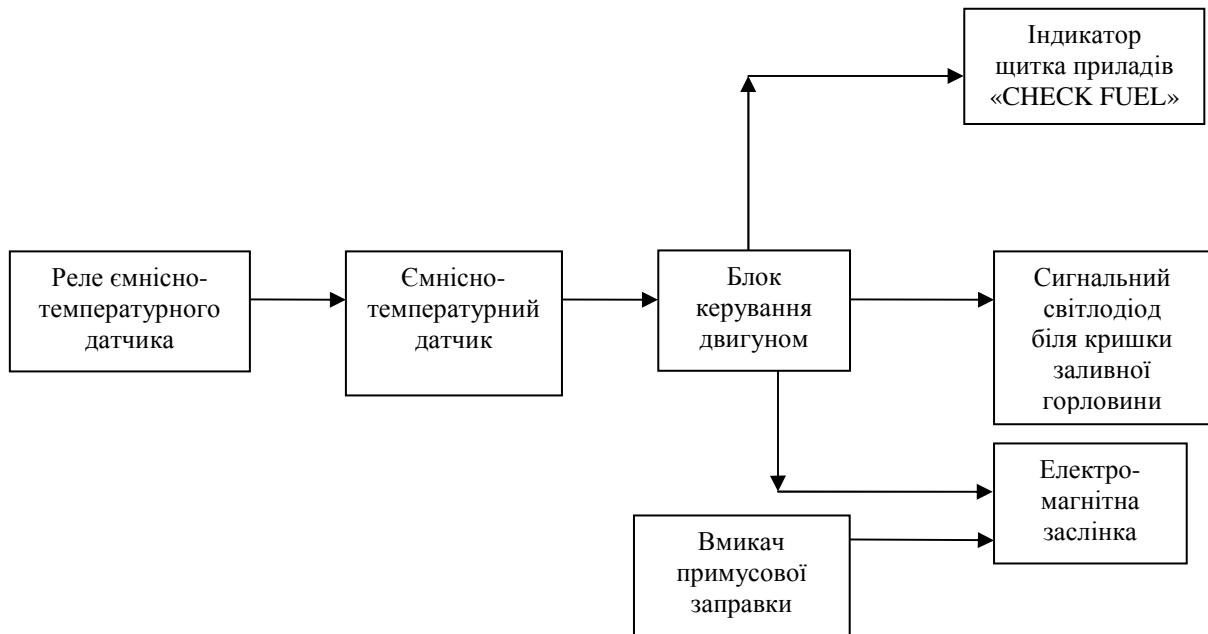 Індикатор
щитка приладів
«CHECK FUEL»
Реле ємнісно-
температурного
датчика
Ємнісно-
температурний
датчик
Блок
керування
двигуном
Сигнальний
світлодіод
біля кришки
заливної
горловини
Електро-
магнітна
заслінка
Вмикач
примусової
заправки